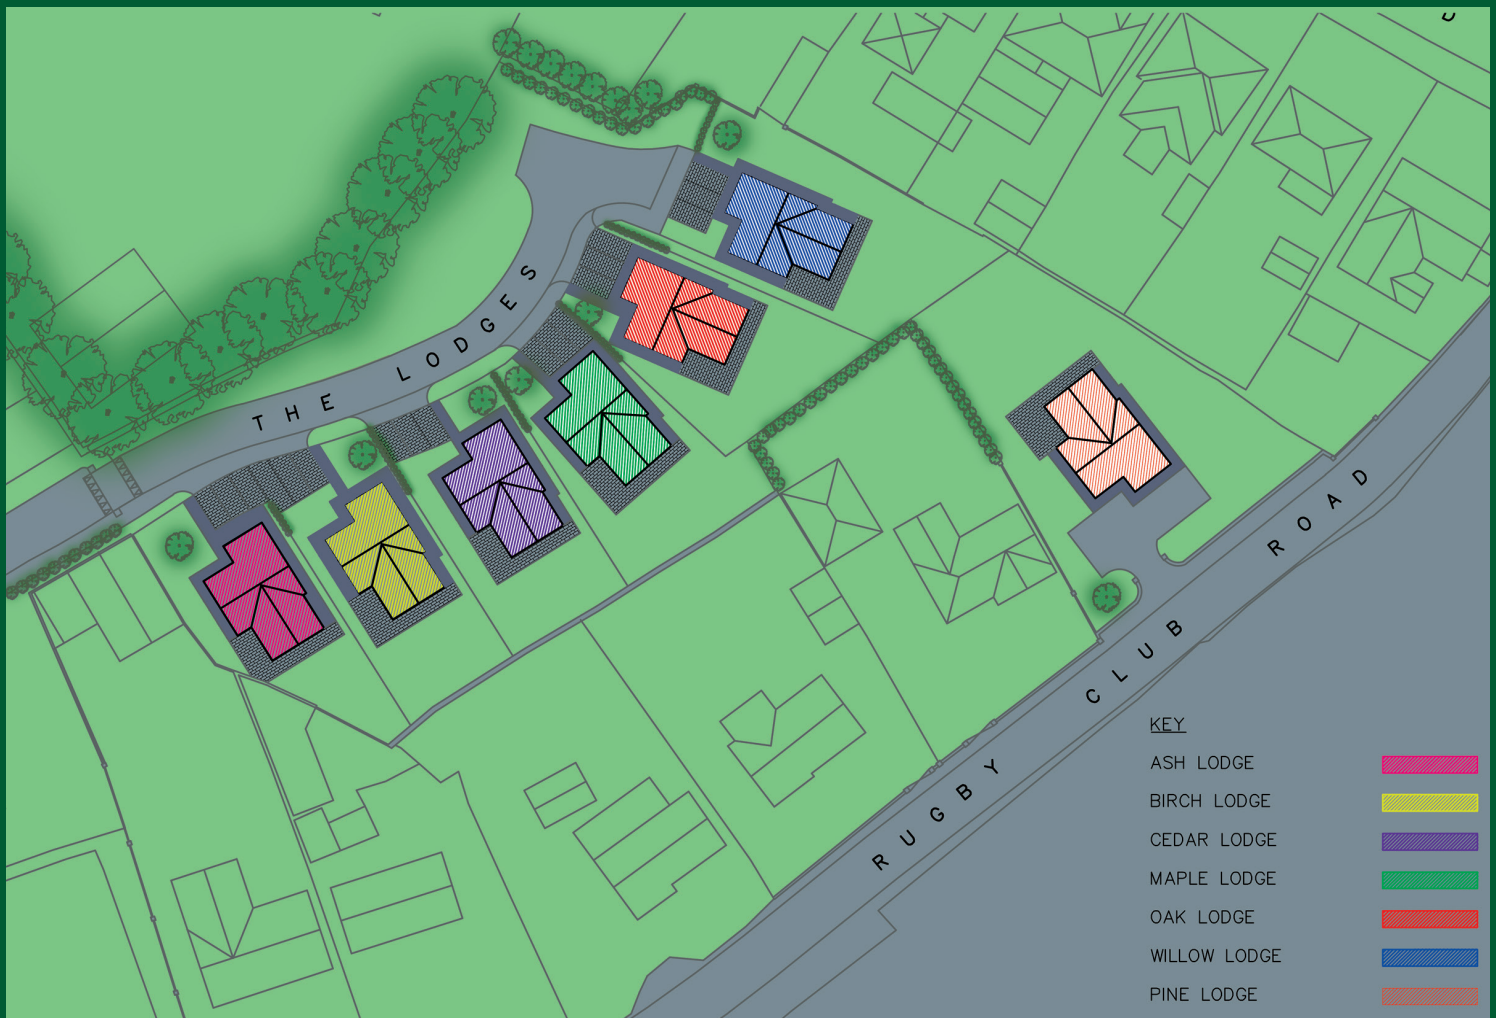 THE LODGES
RUGBY CLUB ROAD
KEY
ASH LODGE
BIRCH LODGE
CEDAR LODGE
MAPLE LODGE
OAK LODGE
WILLOW LODGE
PINE LODGE